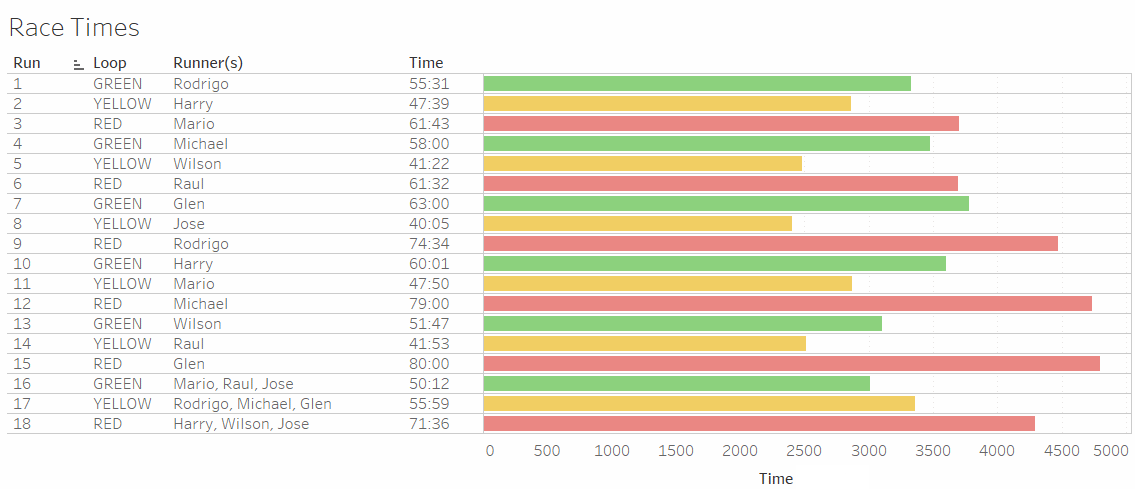 Race Times
Run Loop Runner(s) Time
1 GREEN Rodrigo 55:31
2 YELLOW Harry 47:39
3 RED Mario 61:43
4 GREEN Michael 58:00
5 YELLOW Wilson 41:22
6 RED Raul 61:32
7 GREEN Glen 63:00
8 YELLOW Jose 40:05
9 RED Rodrigo 74:34
10 GREEN Harry 60:01
11 YELLOW Mario 47:50
12 RED Michael 79:00
13 GREEN Wilson 51:47
14 YELLOW Raul 41:53
15 RED Glen 80:00
16 GREEN Mario, Raul, Jose 50:12
17 YELLOW Rodrigo, Michael, Glen 55:59
18 RED Harry, Wilson, Jose 71:36
0 500 1000 1500 2000 2500 3000 3500 4000 4500 5000
Time